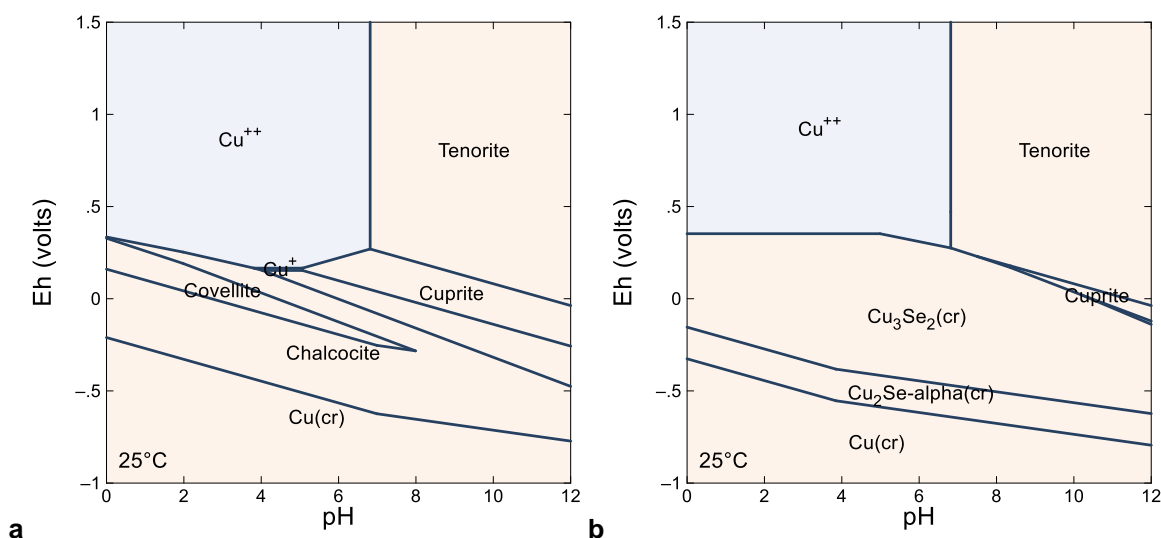 1.5
1
.5
0
−.5
−1
Eh (volts)
Cu++
Tenorite
Cu+
Covellite
Cuprite
Chalcocite
Cu(cr)
25°C
0 2 4 6 8 10 12
pH
a
1.5
1
.5
0
−.5
−1
Eh (volts)
Cu++
Tenorite
Cuprite
Cu3Se2(cr)
Cu2Se-alpha(cr)
Cu(cr)
25°C
0 2 4 6 8 10 12
pH
b